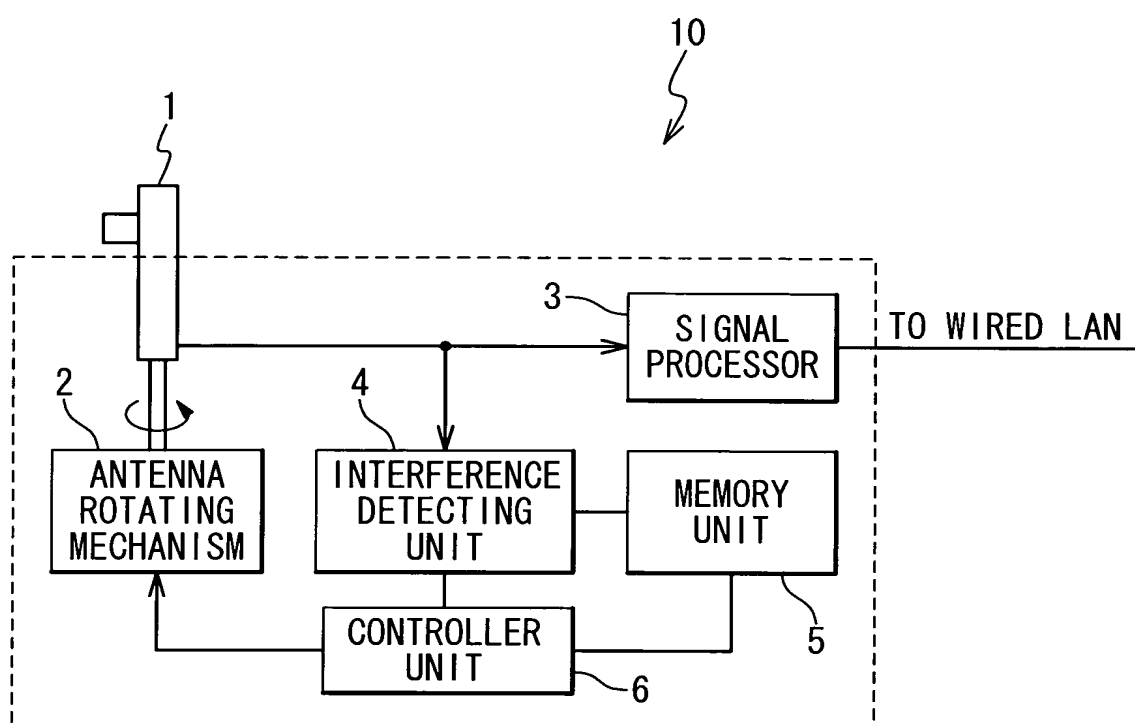 10
1
3
SIGNAL
PROCESSOR
TO WIRED LAN
2
4
ANTENNA
ROTATING
MECHANISM
INTERFERENCE
DETECTING
UNIT
MEMORY
UNIT
5
CONTROLLER
UNIT
6